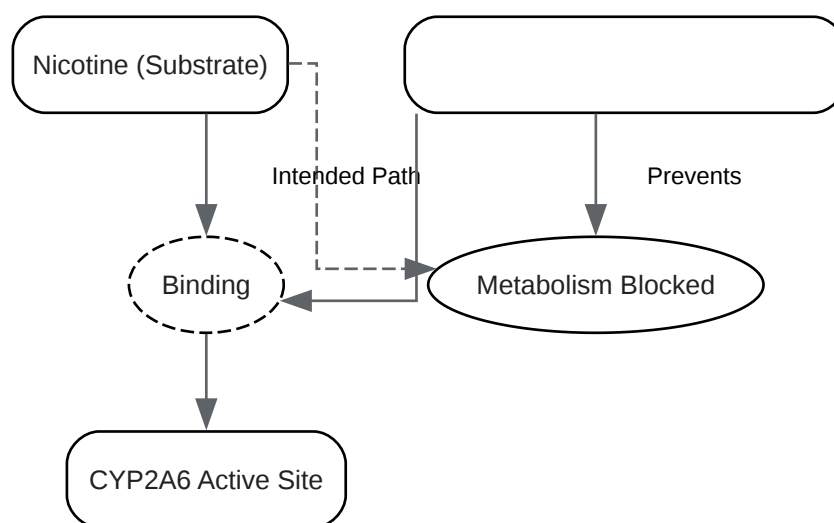 Nicotine (Substrate)
Intended Path
Prevents
Binding
Metabolism Blocked
CYP2A6 Active Site